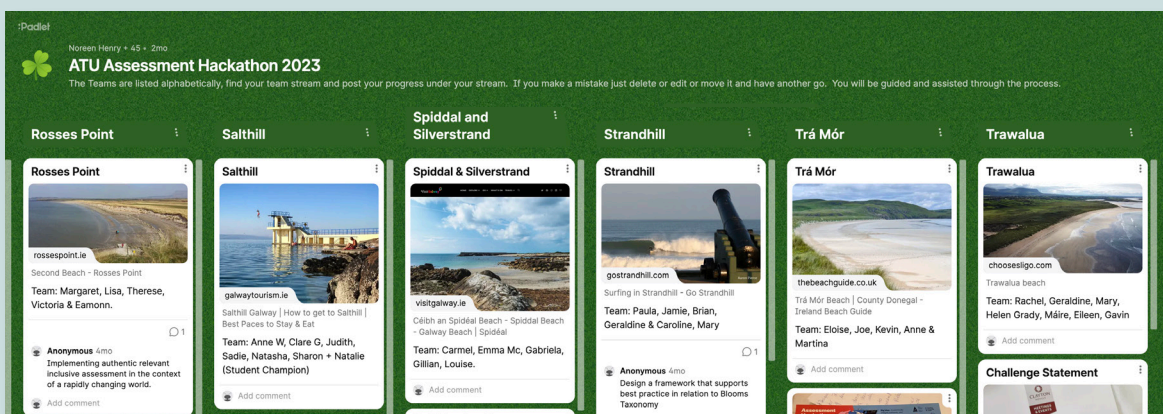 :Padlet
Noreen Henry + 45 • 2mo
ATU Assessment Hackathon 2023
The Teams are listed alphabetically, find your team stream and post your progress under your stream.  If you make a mistake just delete or edit or move it and have another go.  You will be guided and assisted through the process.
Rosses Point
Rosses Point
rossespoint.ie
Second Beach - Rosses Point
Team: Margaret, Lisa, Therese,
Victoria & Eamonn.
1
Anonymous 4mo
Implementing authentic relevant
inclusive assessment in the context
of a rapidly changing world.
Add comment
Salthill
Salthill
galwaytourism.ie
Salthill Galway | How to get to Salthill |
Best Places to Stay & Eat
Team: Anne W, Clare G, Judith,
Sadie, Natasha, Sharon + Natalie
(Student Champion)
Add comment
Spiddal and
Silverstrand
Spiddal & Silverstrand
visitgalway.ie
Céibh an Spidéal Beach - Spiddal Beach
- Galway Beach | Spidéal
Team: Carmel, Emma Mc, Gabriela,
Gillian, Louise.
Add comment
Strandhill
Strandhill
gostrandhill.com
Surfing in Strandhill - Go Strandhill
Team: Paula, Jamie, Brian,
Geraldine & Caroline, Mary
1
Anonymous 4mo
Design a framework that supports
best practice in relation to Blooms
Taxonomy
Trá Mór
Trá Mór
thebeachguide.co.uk
Trá Mór Beach | County Donegal -
Ireland Beach Guide
Team: Eloise, Joe, Kevin, Anne &
Martina
Add comment
Assessment
Trawalua
Trawalua
choosesligo.com
Trawalua beach
Team: Rachel, Geraldine, Mary,
Helen Grady, Máire, Eileen, Gavin
Add comment
Challenge Statement
CLAYTON